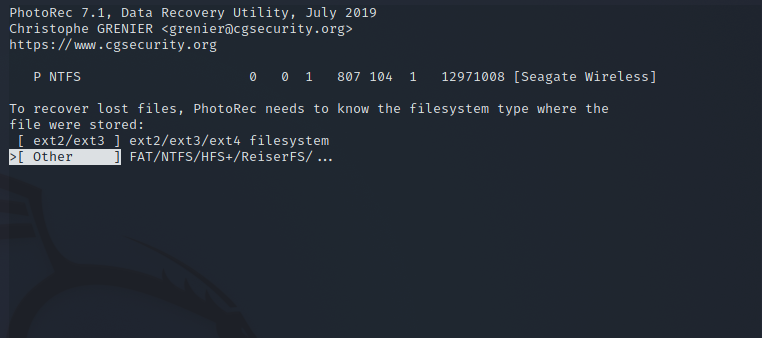 PhotoRec 7.1, Data Recovery Utility, July 2019
Christophe GRENIER <grenier@cgsecurity.org>
https://www.cgsecurity.org
P NTFS 0 0 1 807 104 1 12971008 [Seagate Wireless]
To recover lost files, PhotoRec needs to know the filesystem type where the
file were stored:
[ ext2/ext3 ] ext2/ext3/ext4 filesystem
>[ Other ] FAT/NTFS/HFS+/ReiserFS/...